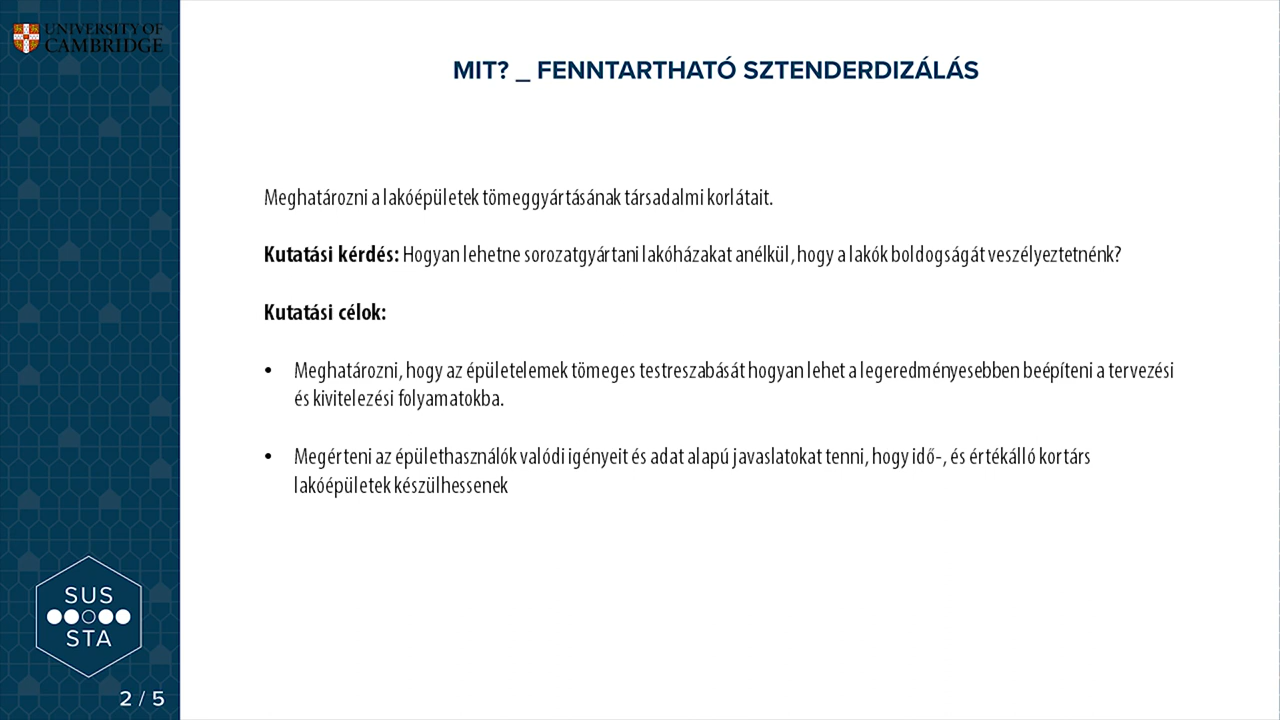 UNIVERSITY OF
CAMBRIDGE
MIT? _ FENNTARTHATÓ SZTENDERDIZÁLÁS
Meghatározni a lakóépületek tömeggyártásának társadalmi korlátait.
Kutatási kérdés: Hogyan lehetne sorozatgyártani lakóházakat anélkül, hogy a lakók boldogságát veszélyeztetnénk?
Kutatási célok:
• Meghatározni, hogy az épületelemek tömeges testreszabását hogyan lehet a legeredményesebben beépíteni a tervezési
és kivitelezési folyamatokba.
• Megérteni az épülethasználók valódi igényeit és adat alapú javaslatokat tenni, hogy idő-, és értékálló kortárs
lakóépületek készülhessenek
SUS
STA
2 / 5